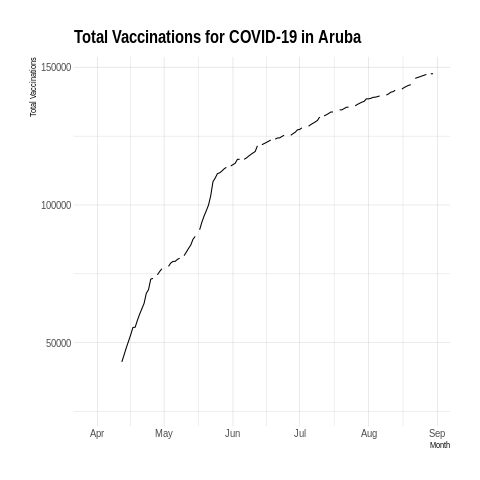 Total Vaccinations for COVID-19 in Aruba
Total Vaccinations
150000
100000
50000
Apr May Jun Jul Aug Sep
Month